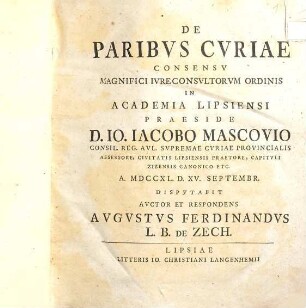 DE
PARIBVS CVRIAE
CONSENSV
MAGNIFICI IVRECONSVLTORVM ORDINIS
IN
ACADEMIA LIPSIENSI
PRAESIDE
D. IO. IACOBO MASCOVIO
CONSIL. REG. AVL. SVPREMAE CVRIAE PROVINCIALIS
ASSESSORE, CIVITATIS LIPSIENSIS PRAETORE, CAPITVLI
ZIZENSIS CANONICO ETC.
A. MDCCXL. D. XV. SEPTEMBR.
DISPVTABIT
AVCTOR ET RESPONDENS
AVGVSTVS FERDINANDVS
L. B. DE ZECH.
LIPSIAE
LITTERIS IO. CHRISTIANI LANGENHEMII